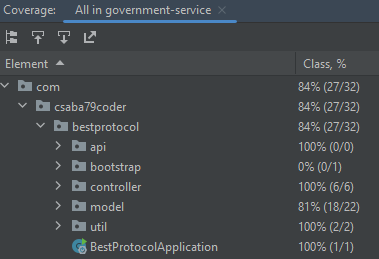 Coverage: All in government-service ×
Element Class, %
com 84% (27/32)
csaba79coder 84% (27/32)
bestprotocol 84% (27/32)
api 100% (0/0)
bootstrap 0% (0/1)
controller 100% (6/6)
model 81% (18/22)
util 100% (2/2)
BestProtocolApplication 100% (1/1)